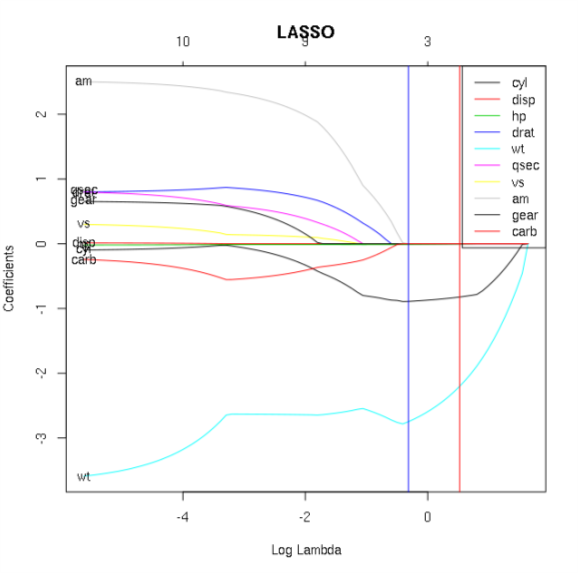 LASSO
10 9 3
am
qsec
gear
vs
disp
cyl
carb
wt
cyl
disp
hp
drat
wt
qsec
vs
am
gear
carb
2
1
0
-1
-2
-3
Coefficients
-4 -2 0
Log Lambda